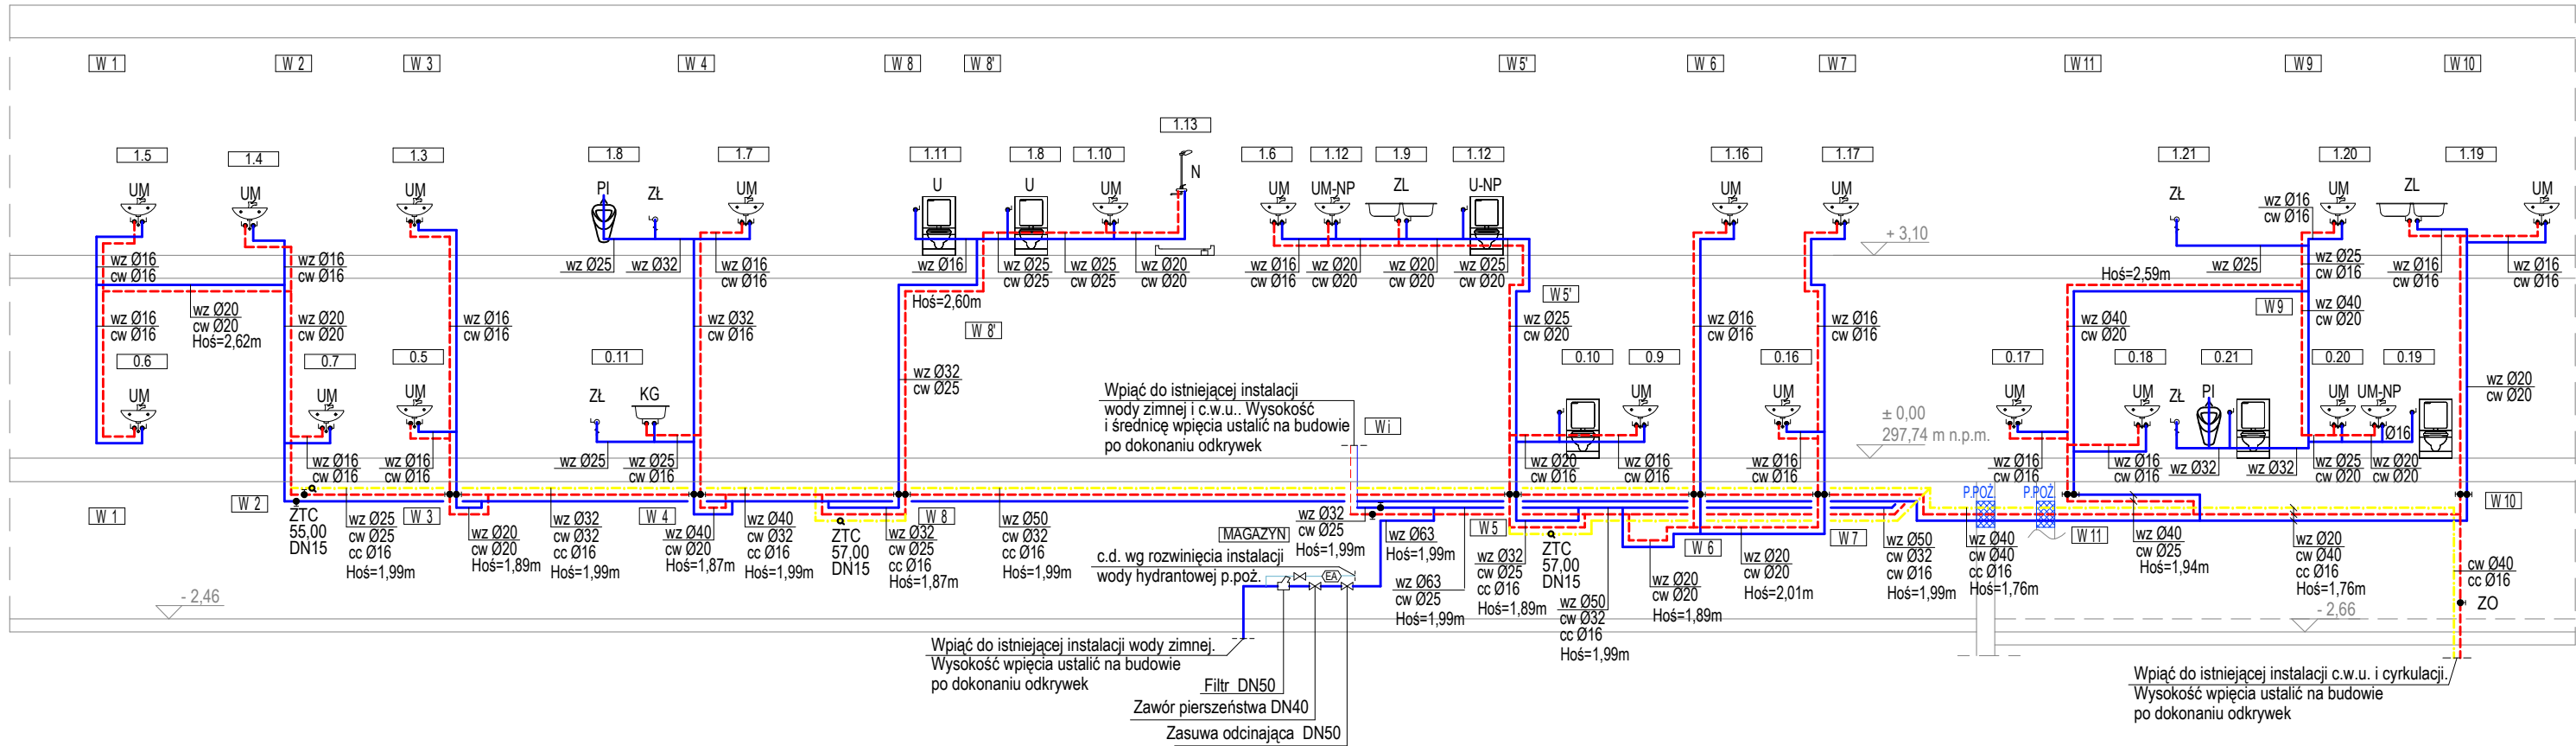 W 1
W 2
W 3
W 4
W 8
W 8'
W 5'
W 6
W 7
W 11
W 9
W 10
1.5
1.4
1.3
1.8
1.7
1.11
1.8
1.10
1.13
1.6
1.12
1.9
1.12
1.16
1.17
1.21
1.20
1.19
UM
UM
UM
PI
ZŁ
UM
U
U
UM
N
UM
UM-NP
ZL
U-NP
UM
UM
ZŁ
wz Ø16
cw Ø16
UM
ZL
UM
+ 3,10
wz Ø16
cw Ø16
wz Ø16
cw Ø16
wz Ø25
wz Ø32
wz Ø16
cw Ø16
wz Ø16
wz Ø25
cw Ø25
wz Ø25
cw Ø25
wz Ø20
cw Ø20
wz Ø16
cw Ø16
wz Ø20
cw Ø20
wz Ø20
cw Ø20
wz Ø25
cw Ø20
wz Ø25
wz Ø25
cw Ø16
wz Ø16
cw Ø16
wz Ø16
cw Ø16
Hoś=2,59m
Hoś=2,60m
W 5'
W 9
W 8'
wz Ø16
cw Ø16
wz Ø20
cw Ø20
Hoś=2,62m
wz Ø20
cw Ø20
wz Ø16
cw Ø16
wz Ø32
cw Ø16
wz Ø32
cw Ø25
wz Ø25
cw Ø20
wz Ø16
cw Ø16
wz Ø16
cw Ø16
wz Ø40
cw Ø20
wz Ø40
cw Ø20
wz Ø20
cw Ø20
0.6
0.7
0.5
0.11
0.10
0.9
0.16
0.17
0.18
0.21
0.20
0.19
UM
UM
UM
ZŁ
KG
UM
UM
UM
UM
ZŁ
PI
UM
UM-NP
Wpiąć do istniejącej instalacji
wody zimnej i c.w.u.. Wysokość
i średnicę wpięcia ustalić na budowie
po dokonaniu odkrywek
W i
± 0,00
297,74 m n.p.m.
Ø16
wz Ø16
cw Ø16
wz Ø16
cw Ø16
wz Ø25
wz Ø25
cw Ø16
wz Ø20
cw Ø16
wz Ø16
cw Ø16
wz Ø16
cw Ø16
wz Ø16
cw Ø16
wz Ø16
cw Ø16
wz Ø32
wz Ø32
wz Ø25
cw Ø20
wz Ø20
cw Ø20
P.POŻ.
P.POŻ.
W 1
W 2
W 3
W 4
W 8
MAGAZYN
W 5
W 6
W 7
W 11
W 10
ZTC
55,00
DN15
wz Ø25
cw Ø25
cc Ø16
Hoś=1,99m
wz Ø20
cw Ø20
Hoś=1,89m
wz Ø32
cw Ø32
cc Ø16
Hoś=1,99m
wz Ø40
cw Ø20
Hoś=1,87m
wz Ø40
cw Ø32
cc Ø16
Hoś=1,99m
ZTC
57,00
DN15
wz Ø32
cw Ø25
cc Ø16
Hoś=1,87m
wz Ø50
cw Ø32
cc Ø16
Hoś=1,99m
wz Ø32
cw Ø25
Hoś=1,99m
wz Ø63
Hoś=1,99m
wz Ø63
cw Ø25
Hoś=1,99m
wz Ø32
cw Ø25
cc Ø16
Hoś=1,89m
ZTC
57,00
DN15
wz Ø50
cw Ø32
cc Ø16
Hoś=1,99m
wz Ø20
cw Ø20
Hoś=1,89m
wz Ø20
cw Ø20
Hoś=2,01m
wz Ø50
cw Ø32
cw Ø16
Hoś=1,99m
wz Ø40
cw Ø40
cc Ø16
Hoś=1,76m
wz Ø40
cw Ø25
Hoś=1,94m
wz Ø20
cw Ø40
cc Ø16
Hoś=1,76m
cw Ø40
cc Ø16
c.d. wg rozwinięcia instalacji
wody hydrantowej p.poż.
EA
- 2,46
- 2,66
ZO
Wpiąć do istniejącej instalacji wody zimnej.
Wysokość wpięcia ustalić na budowie
po dokonaniu odkrywek
Filtr DN50
Zawór pierszeństwa DN40
Zasuwa odcinająca DN50
Wpiąć do istniejącej instalacji c.w.u. i cyrkulacji.
Wysokość wpięcia ustalić na budowie
po dokonaniu odkrywek